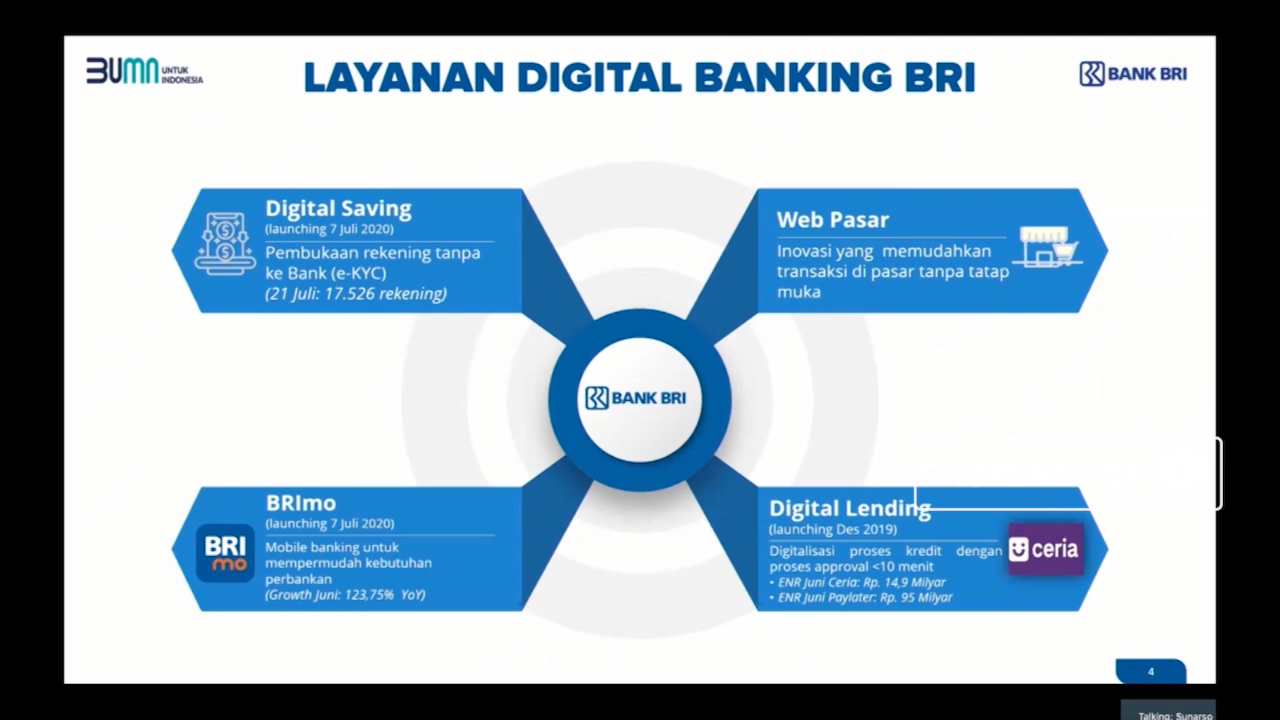 BUMN UNTUK
INDONESIA
LAYANAN DIGITAL BANKING BRI
BANK BRI
Digital Saving
(launching 7 Juli 2020)
Pembukaan rekening tanpa
ke Bank (e-KYC)
(21 Juli: 17.526 rekening)
Web Pasar
Inovasi yang memudahkan
transaksi di pasar tanpa tatap
muka
BANK BRI
BRImo
(launching 7 Juli 2020)
BRI
mo
Mobile banking untuk
mempermudah kebutuhan
perbankan
(Growth Juni: 123,75% YoY)
Digital Lending
(launching Des 2019)
Digitalisasi proses kredit dengan
proses approval <10 menit
• ENR Juni Ceria: Rp. 14,9 Milyar
• ENR Juni Paylater: Rp. 95 Milyar
ceria
4
Talking: Sunarso